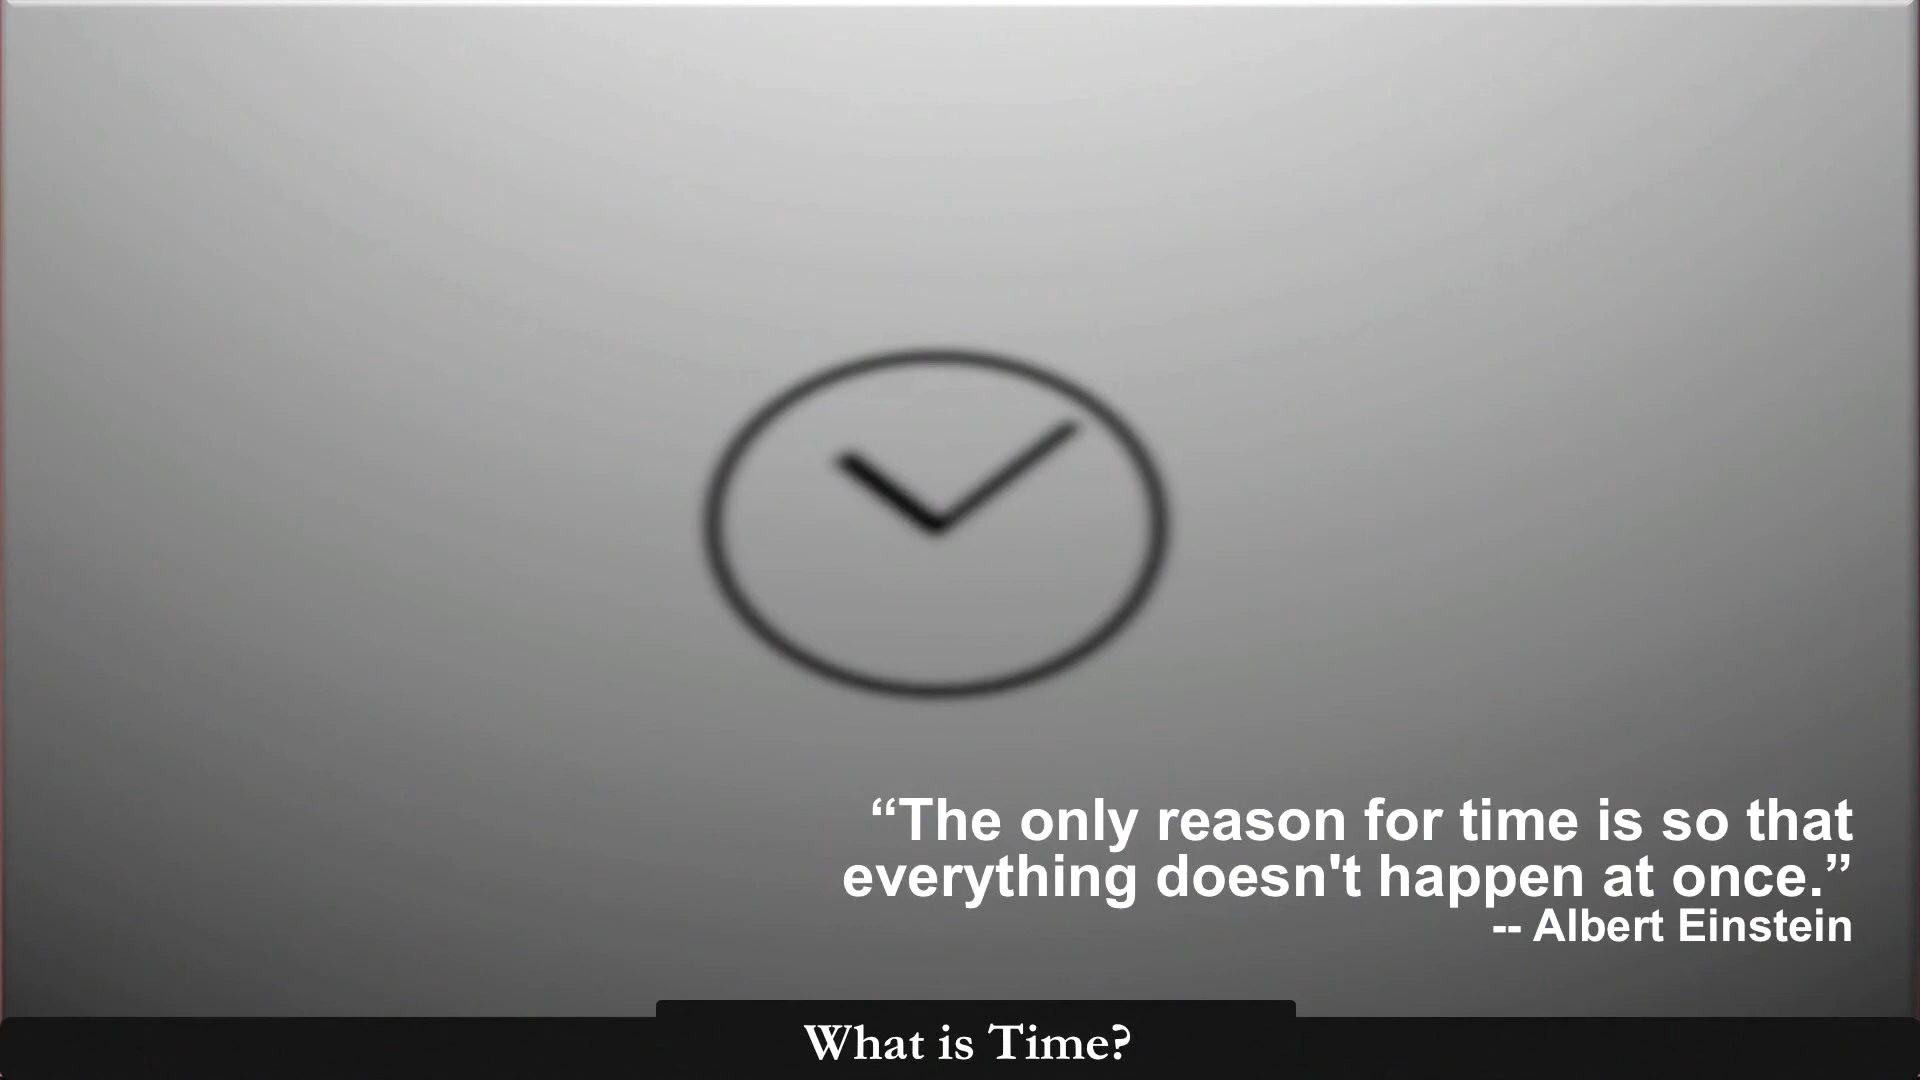 “The only reason for time is so that
everything doesn't happen at once.”
-- Albert Einstein
What is Time?